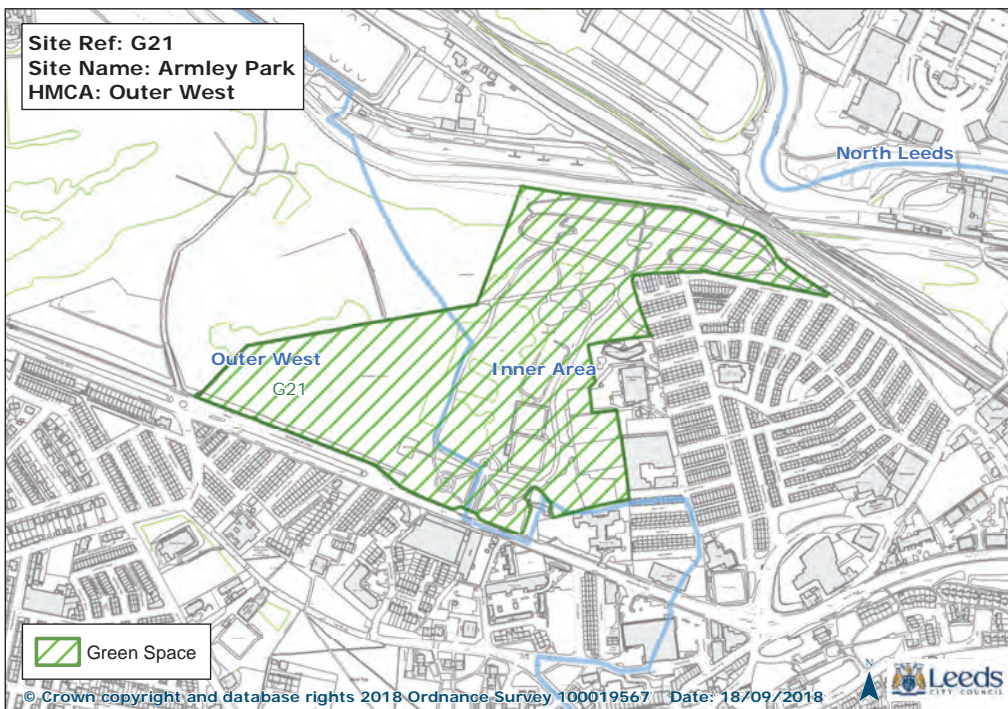 Site Ref: G21
Site Name: Armley Park
HMCA: Outer West
North Leeds
Outer West
Inner Area
G21
Green Space
© Crown copyright and database rights 2018 Ordnance Survey 100019567 Date: 18/09/2018
N
Leeds
CITY COUNCIL